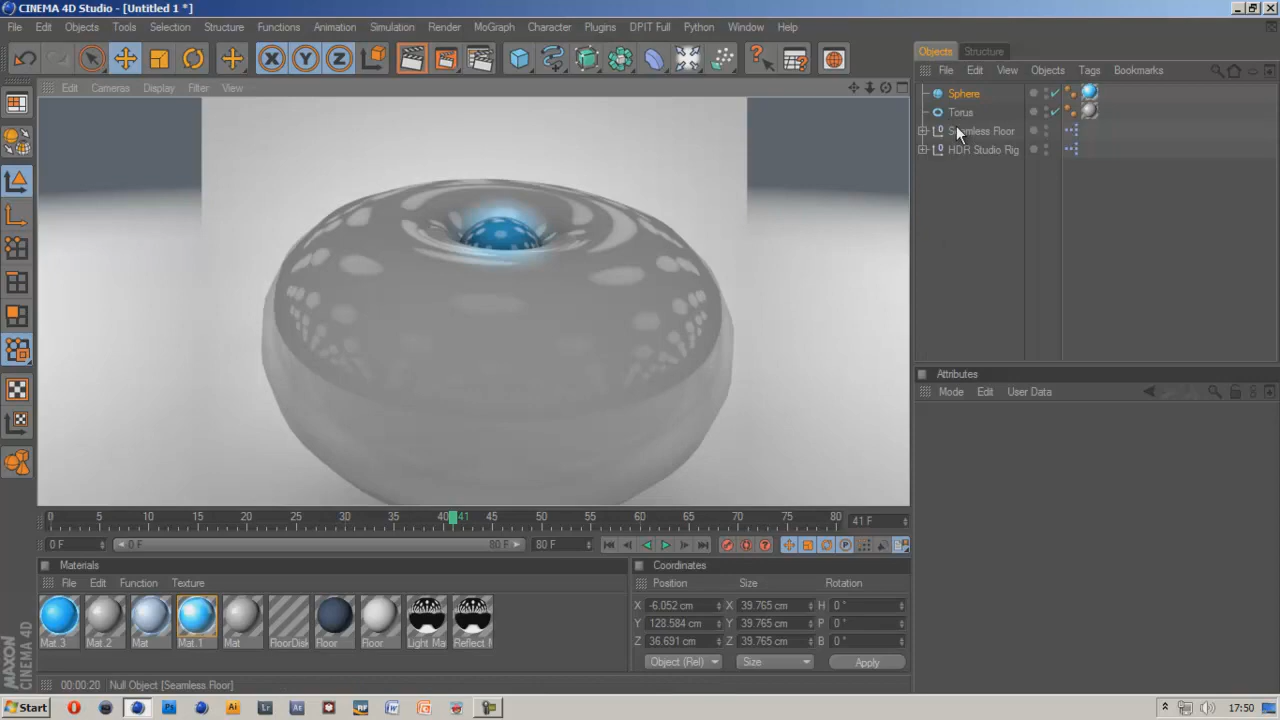 CINEMA 4D Studio - [Untitled 1 *]
File Edit Objects Tools Selection Structure Functions Animation Simulation Render MoGraph Character Plugins DPIT Full Python Window Help
X Y Z
Objects Structure
File Edit View Objects Tags Bookmarks
Edit Cameras Display Filter View
Sphere
Torus
Seamless Floor
HDR Studio Rig
Attributes
Mode Edit User Data
0 5 10 15 20 25 30 35 40 41 45 50 55 60 65 70 75 80 41 F
0 F 0 F 80 F 80 F
Materials
File Edit Function Texture
Mat.3 Mat.2 Mat Mat.1 Mat FloorDisk Floor Floor Light Ma Reflect M
Coordinates
Position Size Rotation
X -6.052 cm X 39.765 cm H 0 °
Y 128.584 cm Y 39.765 cm P 0 °
Z 36.691 cm Z 39.765 cm B 0 °
Object (Rel) Size Apply
MAXON CINEMA 4D
00:00:20 Null Object [Seamless Floor]
Start Ps Ai Lr Ae RF W 17:50